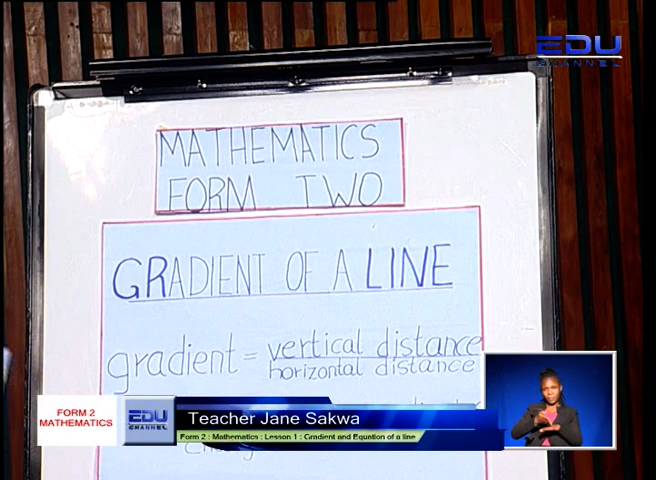 EDU
CHANNEL
MATHEMATICS
FORM TWO
GRADIENT OF A LINE
gradient = vertical distance
horizontal distance
FORM 2
MATHEMATICS
EDU
CHANNEL
Teacher Jane Sakwa
Form 2 : Mathematics : Lesson 1 : Gradient and Equation of a line